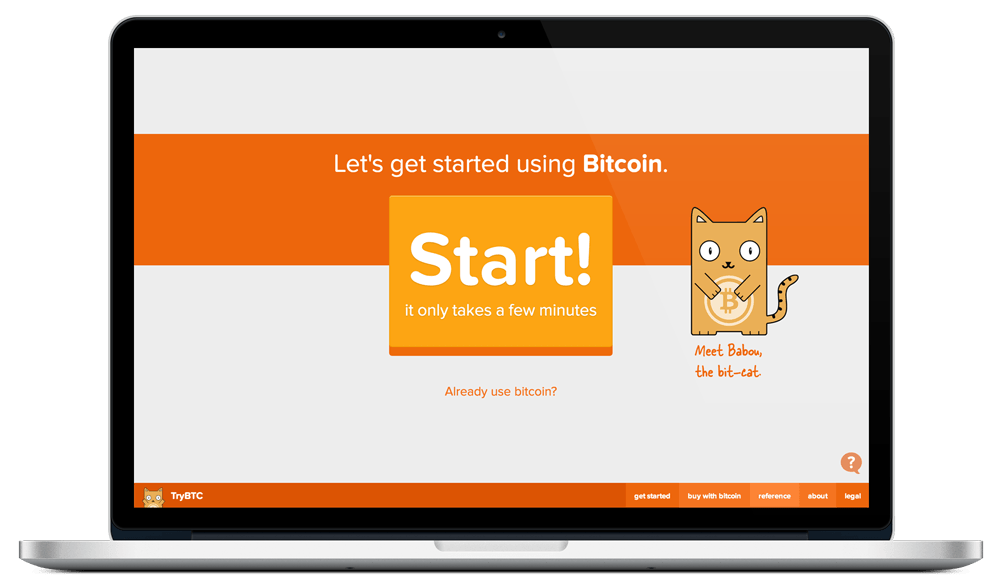 Let's get started using Bitcoin.
Start!
it only takes a few minutes
Meet Babou,
the bit-cat.
Already use bitcoin?
?
TryBTC
get started
buy with bitcoin
reference
about
legal